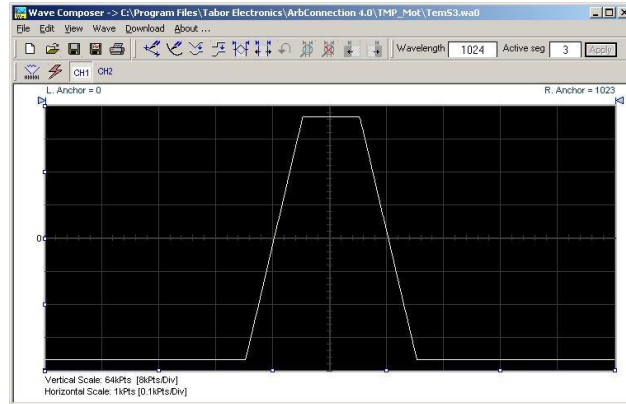 Wave Composer -> C:\Program Files\Tabor Electronics\ArbConnection 4.0\TMP_Mot\TemS3.wa0
File Edit View Wave Download About ...
Wavelength 1024 Active seg 3 Apply
CH1 CH2
L. Anchor = 0 R. Anchor = 1023
0
Vertical Scale: 64kPts [8kPts/Div]
Horizontal Scale: 1kPts [0.1kPts/Div]